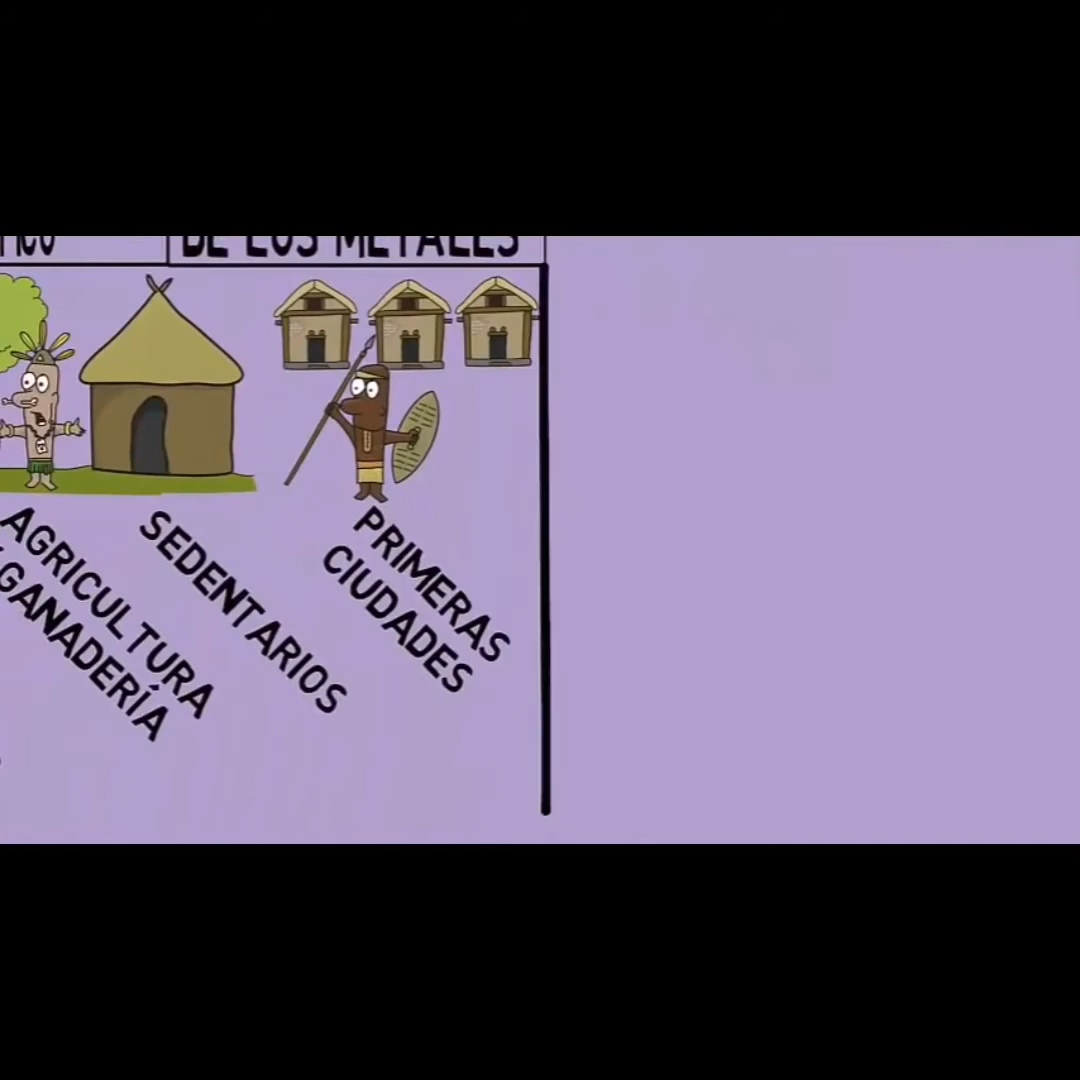 DE LOS METALES
AGRICULTURA
GANADERÍA
SEDENTARIOS
PRIMERAS
CIUDADES